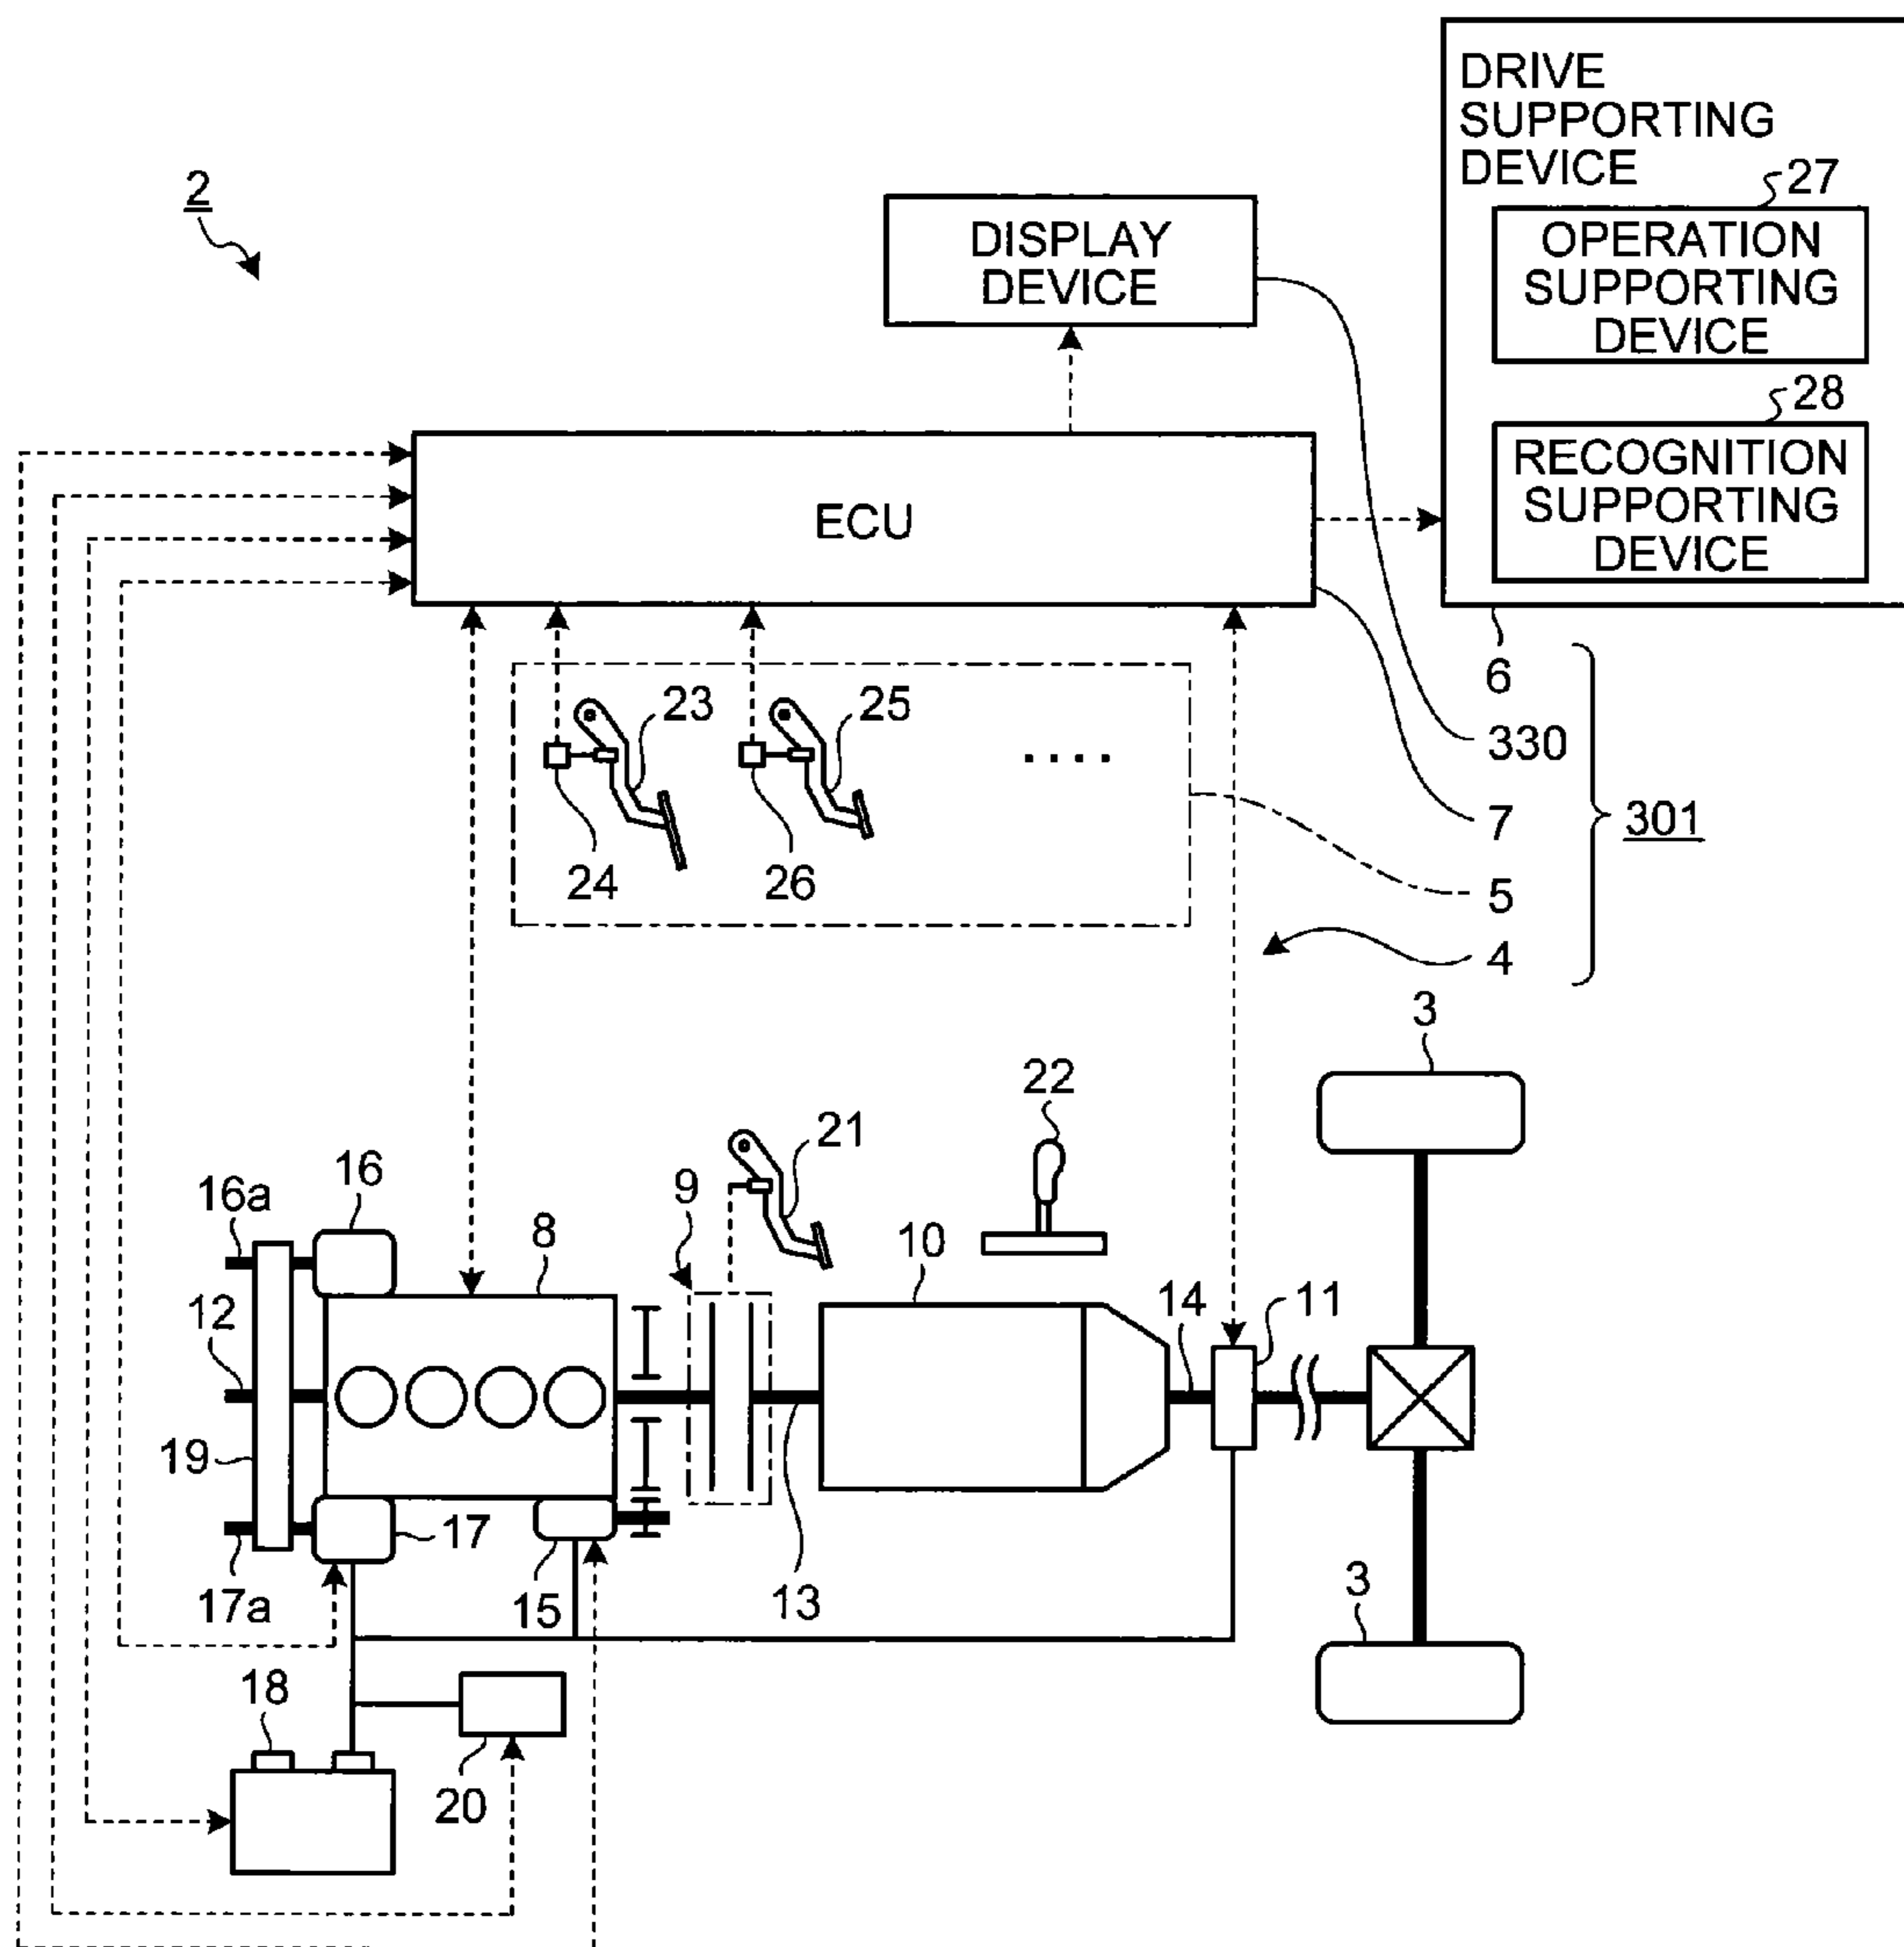 DRIVE
SUPPORTING
DEVICE
27
2
DISPLAY
DEVICE
OPERATION
SUPPORTING
DEVICE
28
ECU
RECOGNITION
SUPPORTING
DEVICE
6
23
25
330
....
7
301
24
26
5
4
3
22
21
16
9
16a
8
10
12
14
11
19
17
17a
15
13
3
18
20